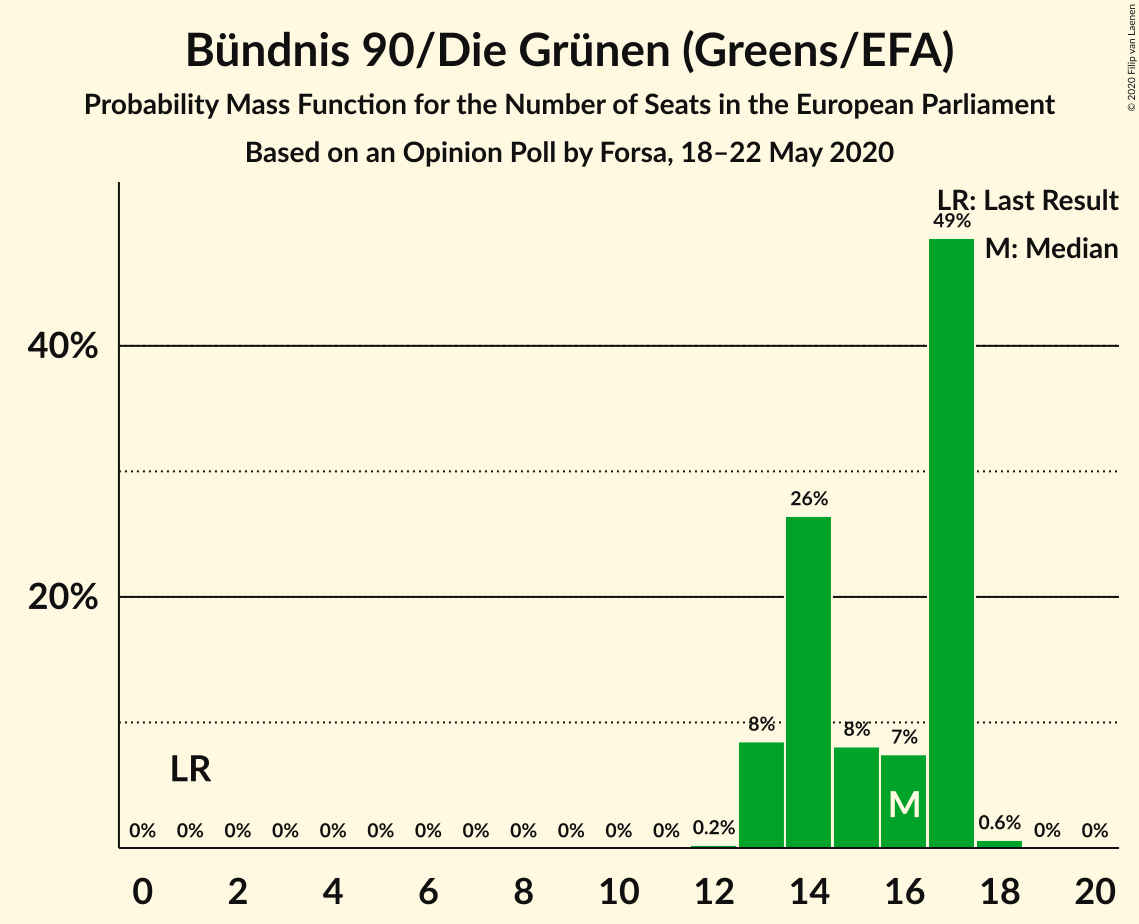 Bündnis 90/Die Grünen (Greens/EFA)
Probability Mass Function for the Number of Seats in the European Parliament
Based on an Opinion Poll by Forsa, 18–22 May 2020
© 2020 Filip van Laenen
LR: Last Result
M: Median
49%
40%
26%
20%
8% 8% 7%
LR
M
0% 0% 0% 0% 0% 0% 0% 0% 0% 0% 0% 0% 0.2% 0.6% 0% 0%
0 2 4 6 8 10 12 14 16 18 20